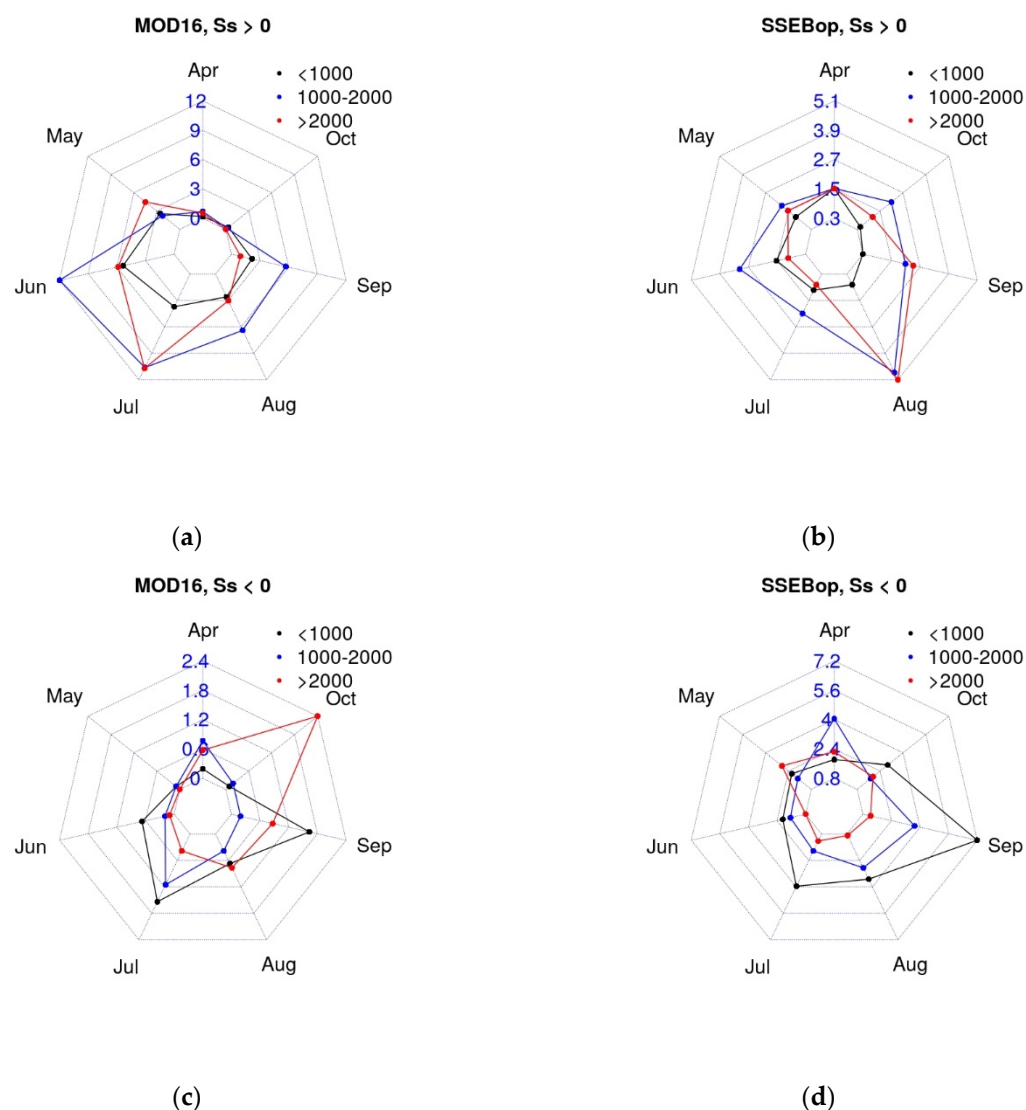 MOD16, Ss > 0
Apr
May
Jun
Jul
Aug
Sep
Oct
12
9
6
3
0
<1000
1000-2000
>2000
(a)
SSEBop, Ss > 0
Apr
May
Jun
Jul
Aug
Sep
Oct
5.1
3.9
2.7
1.5
0.3
<1000
1000-2000
>2000
(b)
MOD16, Ss < 0
Apr
May
Jun
Jul
Aug
Sep
Oct
2.4
1.8
1.2
0.6
0
<1000
1000-2000
>2000
(c)
SSEBop, Ss < 0
Apr
May
Jun
Jul
Aug
Sep
Oct
7.2
5.6
4
2.4
0.8
<1000
1000-2000
>2000
(d)